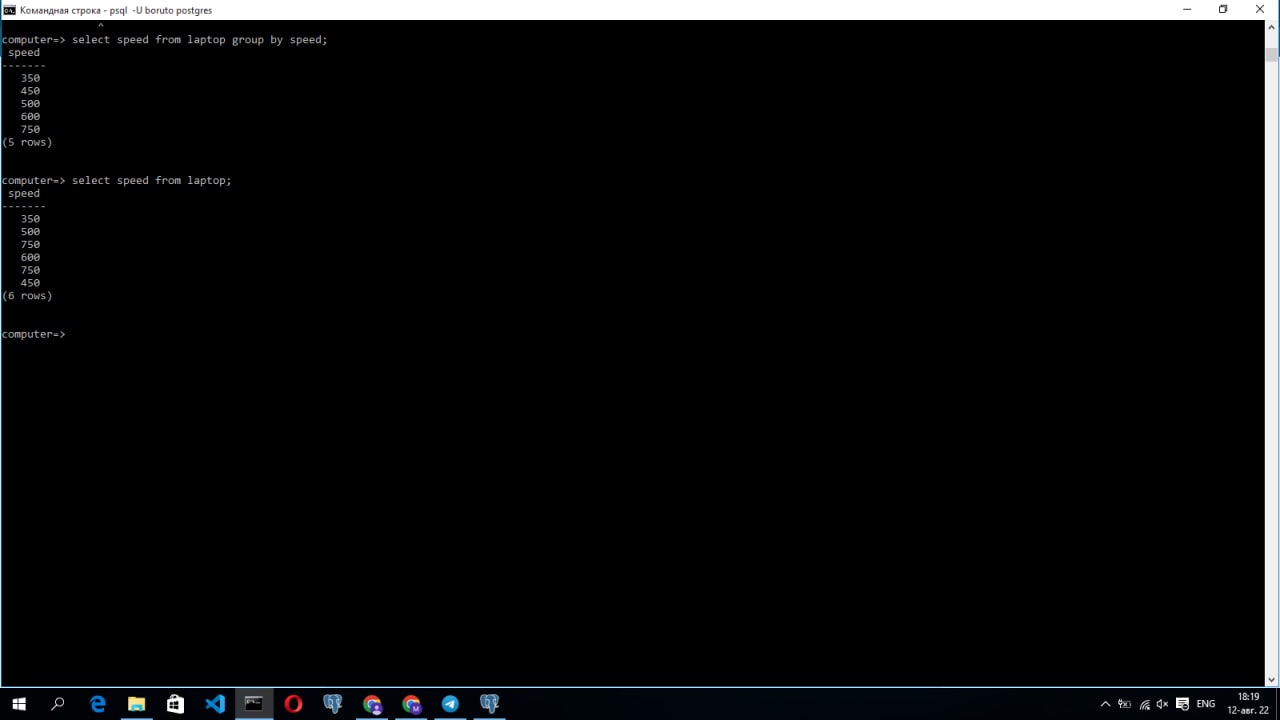 Командная строка - psql  -U boruto postgres
^
computer=> select speed from laptop group by speed;
speed
-------
350
450
500
600
750
(5 rows)
computer=> select speed from laptop;
speed
-------
350
500
750
600
750
450
(6 rows)
computer=>
ENG
18:19
12-авг. 22